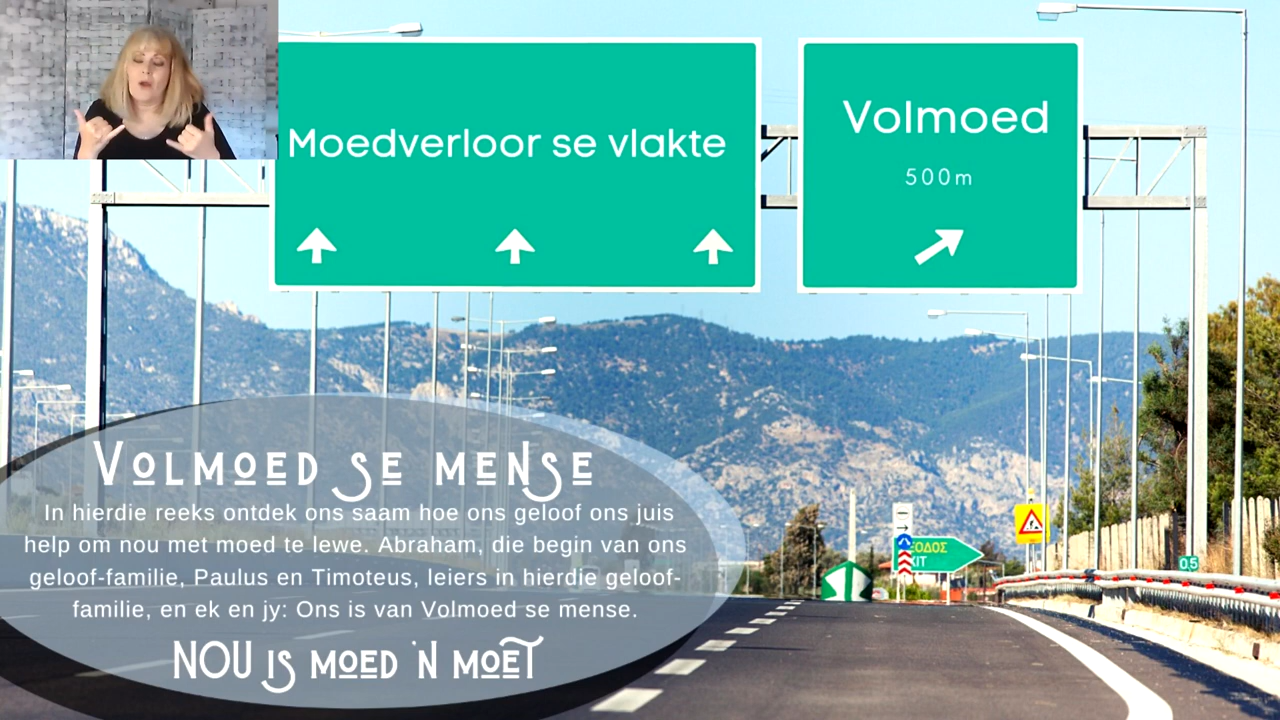 Moedverloor se vlakte
Volmoed
500m
Volmoed se mense
In hierdie reeks ontdek ons saam hoe ons geloof ons juis
help om nou met moed te lewe. Abraham, die begin van ons
geloof-familie, Paulus en Timoteus, leiers in hierdie geloof-
familie, en ek en jy: Ons is van Volmoed se mense.
NOU is moed 'n moet
ΕΟΔΟΣ
XIT
0.5